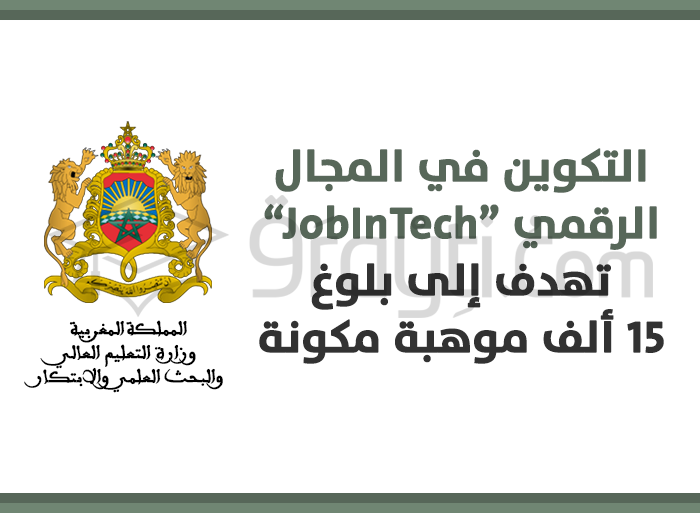 التكوين في المجال
الرقمي “JobInTech”
تهدف إلى بلوغ
15 ألف موهبة مكونة
المملكة المغربية
وزارة التعليم العالي
والبحث العلمي والابتكار
9rayti.Com